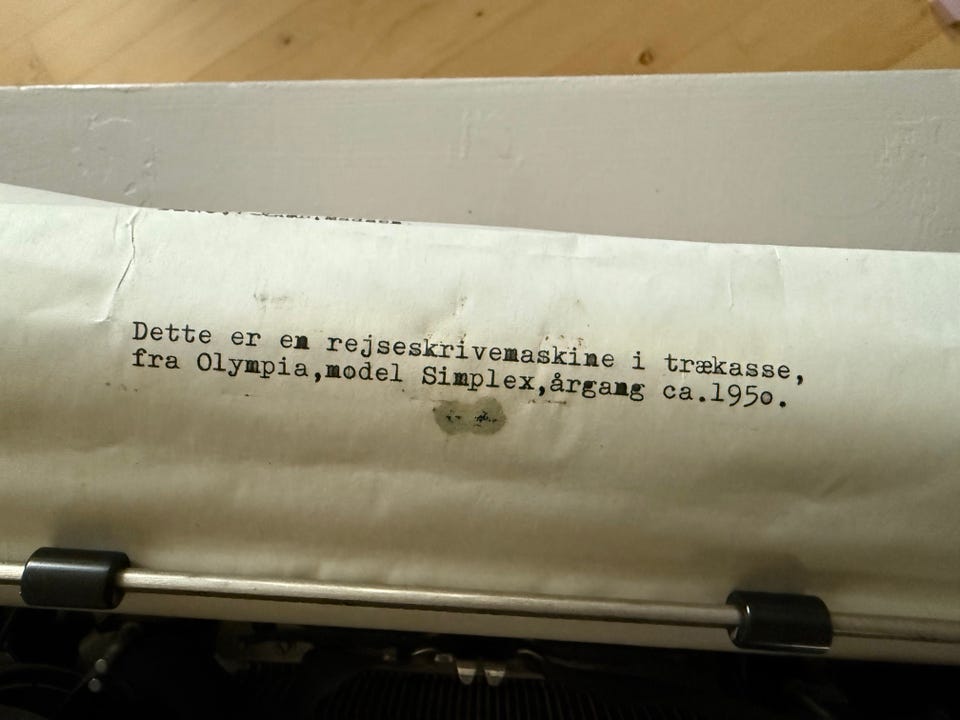 Dette er en rejseskrivemaskine i trækasse,
fra Olympia,model Simplex,årgang ca.195o.